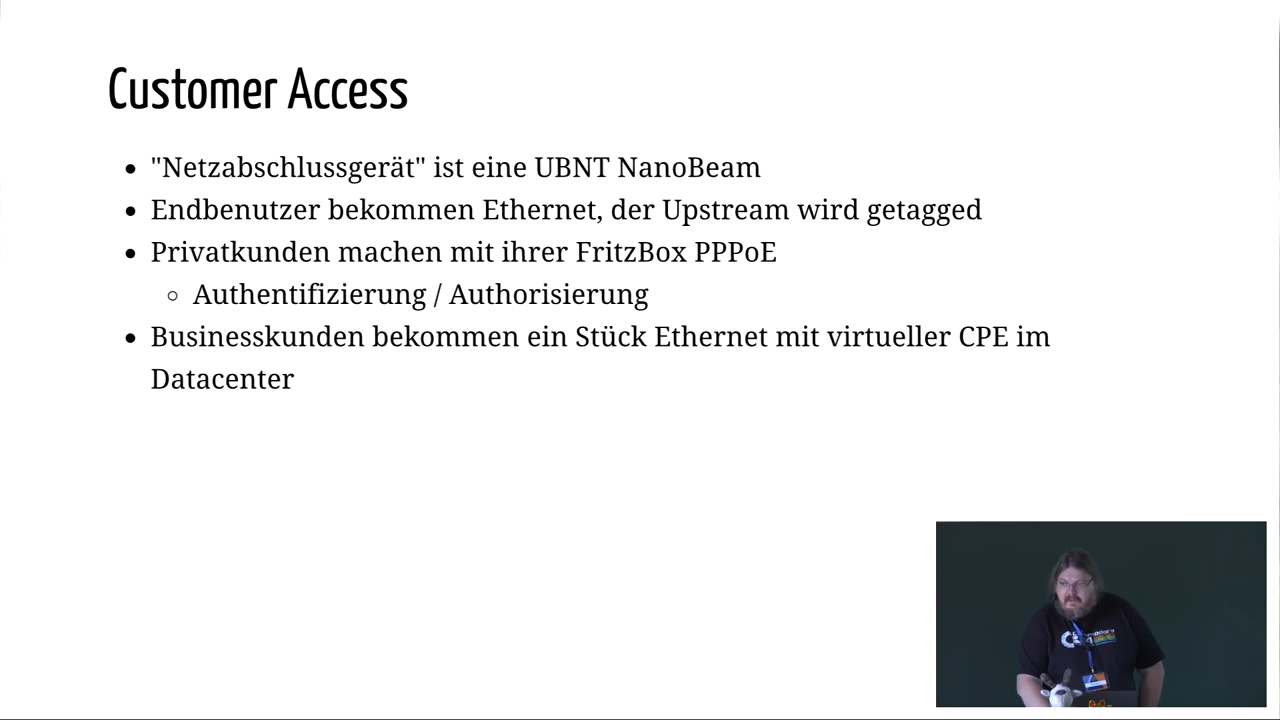 Customer Access
"Netzabschlussgerät" ist eine UBNT NanoBeam
Endbenutzer bekommen Ethernet, der Upstream wird getagged
Privatkunden machen mit ihrer FritzBox PPPoE
Authentifizierung / Authorisierung
Businesskunden bekommen ein Stück Ethernet mit virtueller CPE im
Datacenter